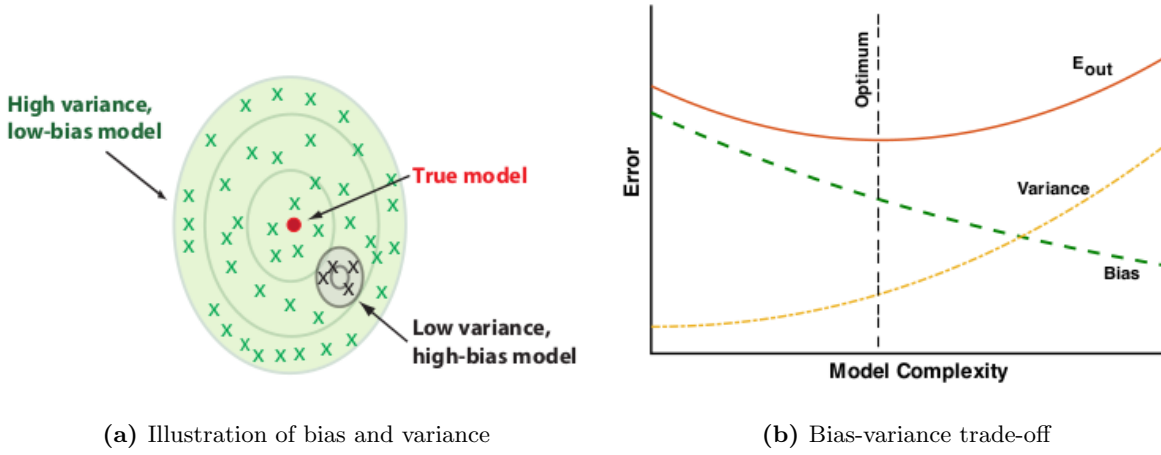 High variance,
low-bias model
True model
Low variance,
high-bias model
(a) Illustration of bias and variance
Error
Optimum
E_out
Variance
Bias
Model Complexity
(b) Bias-variance trade-off